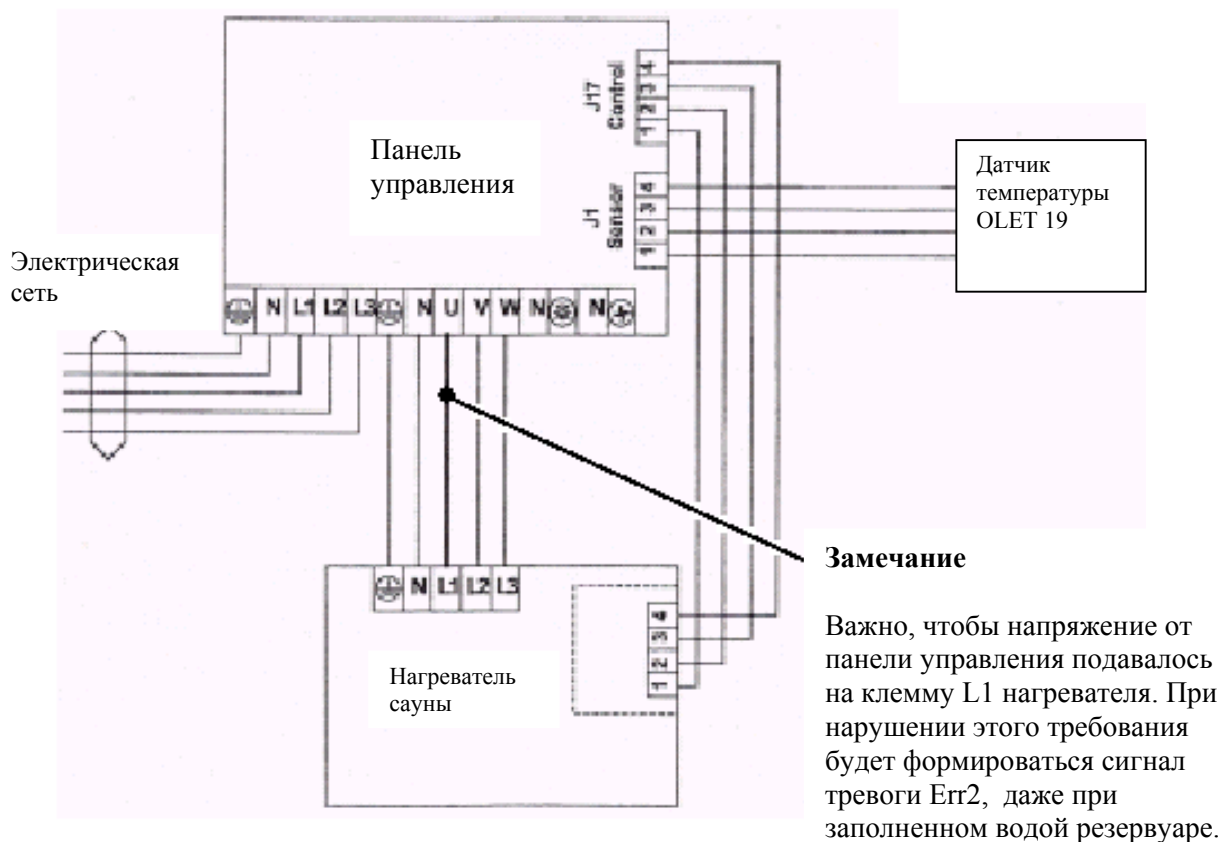 Панель
управления
J17
Control
4
3
2
1
J1
Sensor
4
3
2
1
Датчик
температуры
OLET 19
Электрическая
сеть
N L1 L2 L3 N U V W N N
N L1 L2 L3
4
3
2
1
Нагреватель
сауны
Замечание
Важно, чтобы напряжение от
панели управления подавалось
на клемму L1 нагревателя. При
нарушении этого требования
будет формироваться сигнал
тревоги Err2, даже при
заполненном водой резервуаре.